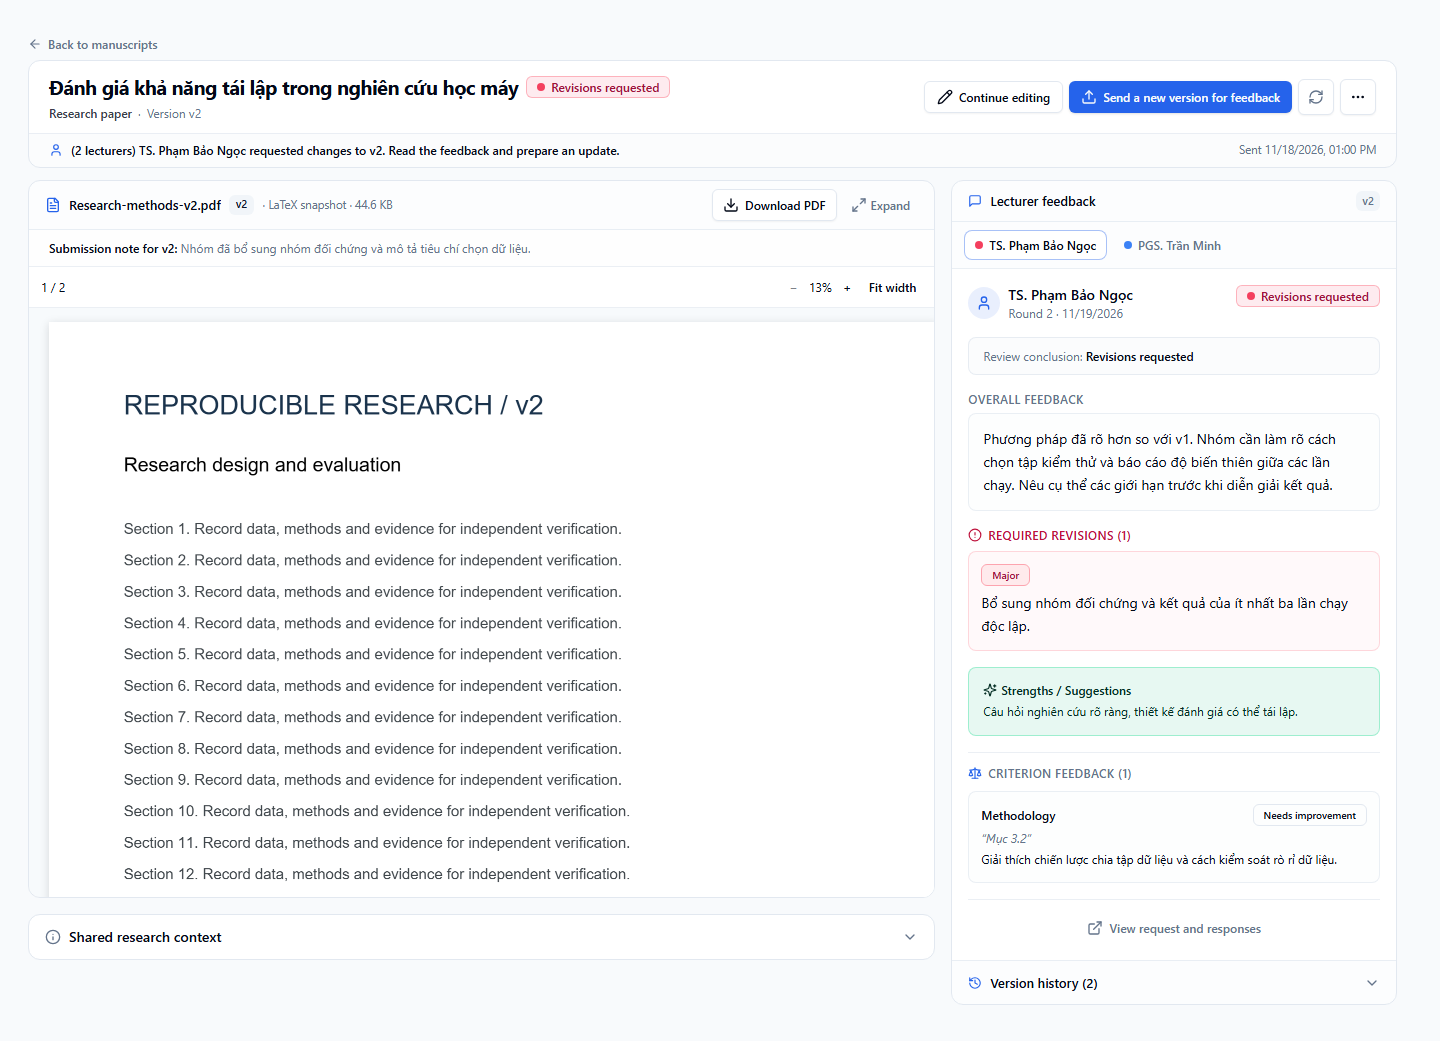 Back to manuscripts
Đánh giá khả năng tái lập trong nghiên cứu học máy
Revisions requested
Research paper · Version v2
Continue editing
Send a new version for feedback
(2 lecturers) TS. Phạm Bảo Ngọc requested changes to v2. Read the feedback and prepare an update.
Sent 11/18/2026, 01:00 PM
Research-methods-v2.pdf v2 · LaTeX snapshot · 44.6 KB
Download PDF
Expand
Submission note for v2: Nhóm đã bổ sung nhóm đối chứng và mô tả tiêu chí chọn dữ liệu.
1 / 2
− 13% + Fit width
REPRODUCIBLE RESEARCH / v2
Research design and evaluation
Section 1. Record data, methods and evidence for independent verification.
Section 2. Record data, methods and evidence for independent verification.
Section 3. Record data, methods and evidence for independent verification.
Section 4. Record data, methods and evidence for independent verification.
Section 5. Record data, methods and evidence for independent verification.
Section 6. Record data, methods and evidence for independent verification.
Section 7. Record data, methods and evidence for independent verification.
Section 8. Record data, methods and evidence for independent verification.
Section 9. Record data, methods and evidence for independent verification.
Section 10. Record data, methods and evidence for independent verification.
Section 11. Record data, methods and evidence for independent verification.
Section 12. Record data, methods and evidence for independent verification.
Shared research context
Lecturer feedback
v2
TS. Phạm Bảo Ngọc
PGS. Trần Minh
TS. Phạm Bảo Ngọc
Revisions requested
Round 2 · 11/19/2026
Review conclusion: Revisions requested
OVERALL FEEDBACK
Phương pháp đã rõ hơn so với v1. Nhóm cần làm rõ cách
chọn tập kiểm thử và báo cáo độ biến thiên giữa các lần
chạy. Nêu cụ thể các giới hạn trước khi diễn giải kết quả.
REQUIRED REVISIONS (1)
Major
Bổ sung nhóm đối chứng và kết quả của ít nhất ba lần chạy
độc lập.
Strengths / Suggestions
Câu hỏi nghiên cứu rõ ràng, thiết kế đánh giá có thể tái lập.
CRITERION FEEDBACK (1)
Methodology
Needs improvement
"Mục 3.2"
Giải thích chiến lược chia tập dữ liệu và cách kiểm soát rò rỉ dữ liệu.
View request and responses
Version history (2)